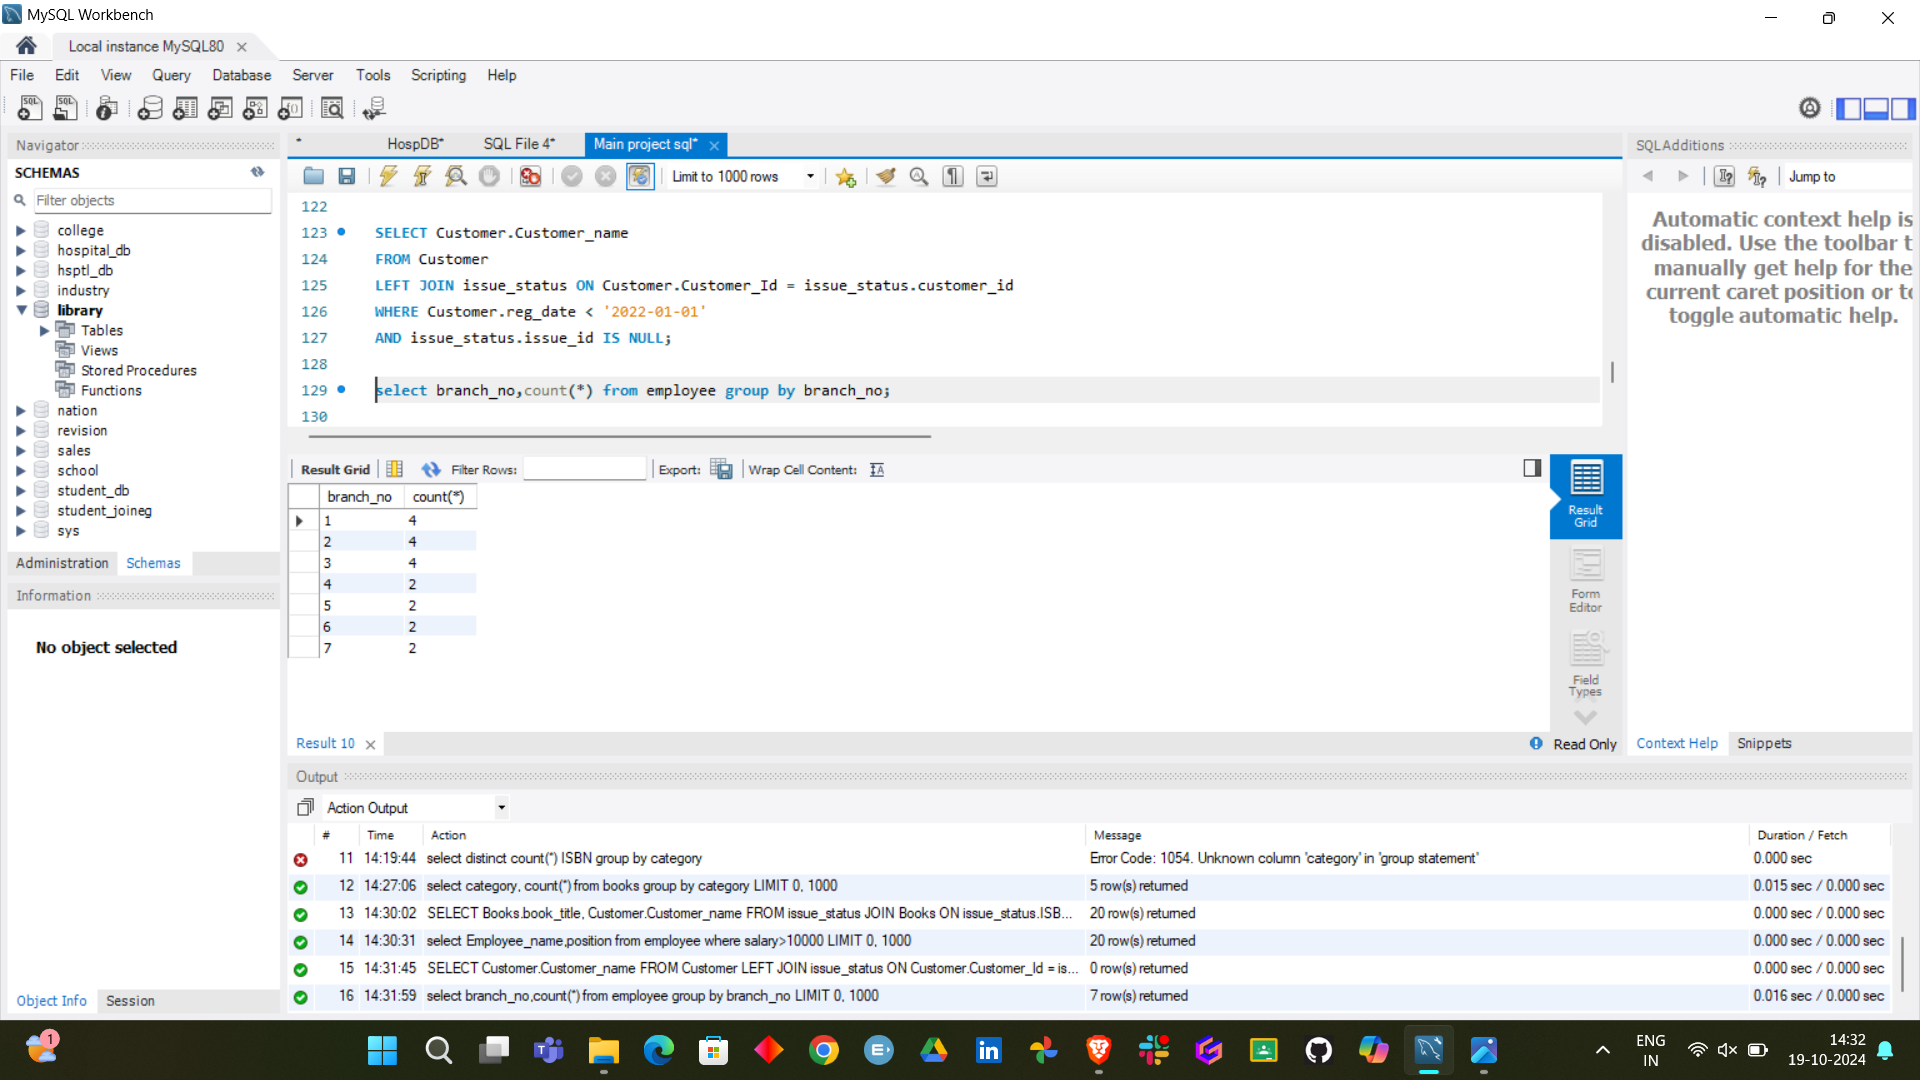 MySQL Workbench
Local instance MySQL80
File Edit View Query Database Server Tools Scripting Help
Navigator
SCHEMAS
Filter objects
college
hospital_db
hsptl_db
industry
library
Tables
Views
Stored Procedures
Functions
nation
revision
sales
school
student_db
student_joineg
sys
Administration Schemas
Information
No object selected
Object Info Session
* HospDB* SQL File 4* Main project sql*
Limit to 1000 rows
122
123 SELECT Customer.Customer_name
124 FROM Customer
125 LEFT JOIN issue_status ON Customer.Customer_Id = issue_status.customer_id
126 WHERE Customer.reg_date < '2022-01-01'
127 AND issue_status.issue_id IS NULL;
128
129 select branch_no,count(*) from employee group by branch_no;
130
Result Grid Filter Rows: Export: Wrap Cell Content:
branch_no count(*)
1 4
2 4
3 4
4 2
5 2
6 2
7 2
Result Grid
Form Editor
Field Types
Result 10 Read Only
SQLAdditions
Jump to
Automatic context help is
disabled. Use the toolbar t
manually get help for the
current caret position or to
toggle automatic help.
Context Help Snippets
Output
Action Output
# Time Action Message Duration / Fetch
11 14:19:44 select distinct count(*) ISBN group by category Error Code: 1054. Unknown column 'category' in 'group statement' 0.000 sec
12 14:27:06 select category, count(*) from books group by category LIMIT 0, 1000 5 row(s) returned 0.015 sec / 0.000 sec
13 14:30:02 SELECT Books.book_title, Customer.Customer_name FROM issue_status JOIN Books ON issue_status.ISB... 20 row(s) returned 0.000 sec / 0.000 sec
14 14:30:31 select Employee_name,position from employee where salary>10000 LIMIT 0, 1000 20 row(s) returned 0.000 sec / 0.000 sec
15 14:31:45 SELECT Customer.Customer_name FROM Customer LEFT JOIN issue_status ON Customer.Customer_Id = is... 0 row(s) returned 0.000 sec / 0.000 sec
16 14:31:59 select branch_no,count(*) from employee group by branch_no LIMIT 0, 1000 7 row(s) returned 0.016 sec / 0.000 sec
1
ENG
IN
14:32
19-10-2024